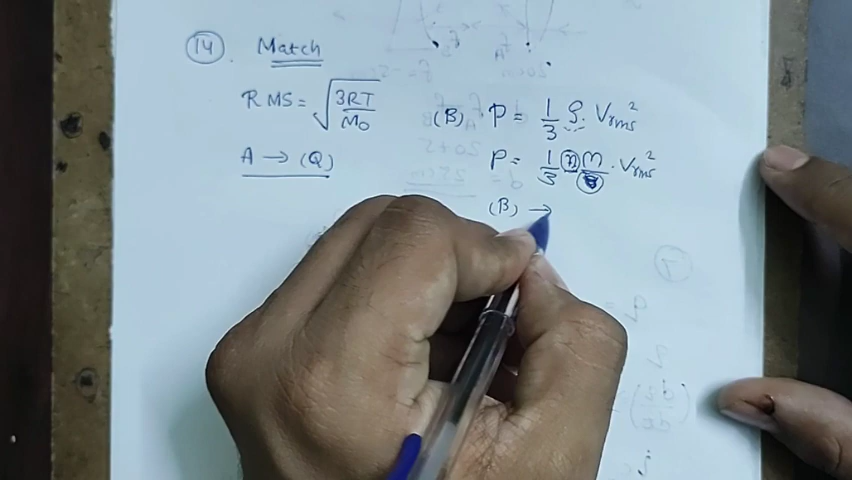 14. Match
RMS = √(3RT/M₀)
A → (Q)
(B) P = 1/3 ρ. Vrms²
P = 1/3 n m . Vrms²
(B) →